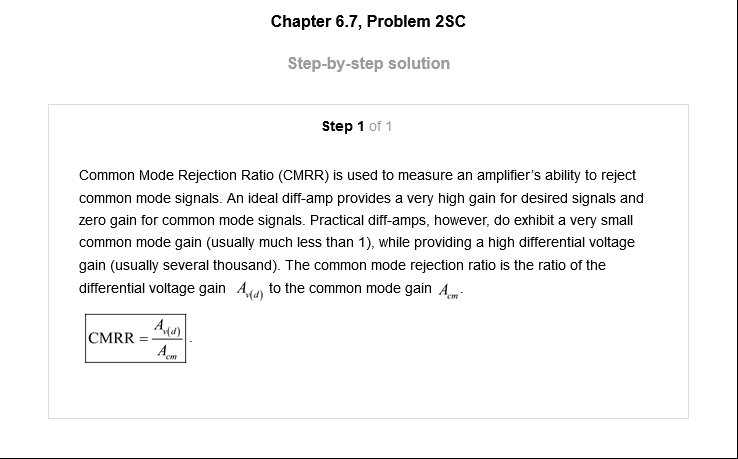 Chapter 6.7, Problem 2SC
Step-by-step solution
Step 1 of 1
Common Mode Rejection Ratio (CMRR) is used to measure an amplifier's ability to reject
common mode signals. An ideal diff-amp provides a very high gain for desired signals and
zero gain for common mode signals. Practical diff-amps, however, do exhibit a very small
common mode gain (usually much less than 1), while providing a high differential voltage
gain (usually several thousand). The common mode rejection ratio is the ratio of the
differential voltage gain A_{v(d)} to the common mode gain A_{cm}.
CMRR = A_{v(d)} / A_{cm}.